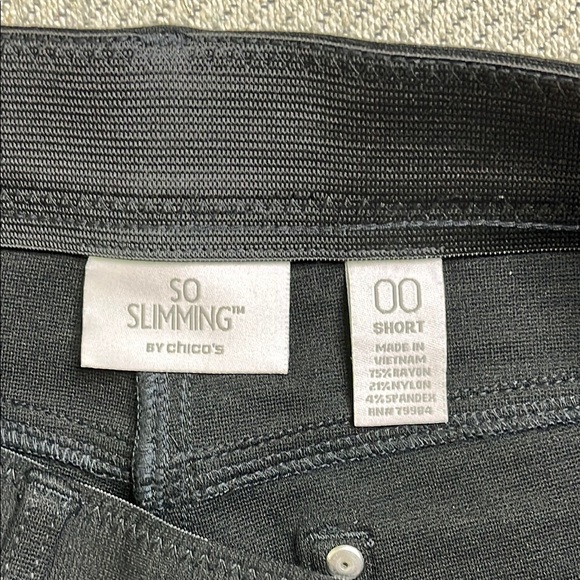 SO
SLIMMING™
BY chico's
00
SHORT
MADE IN
VIETNAM
75% RAYON
21% NYLON
4% SPANDEX
RN# 79984